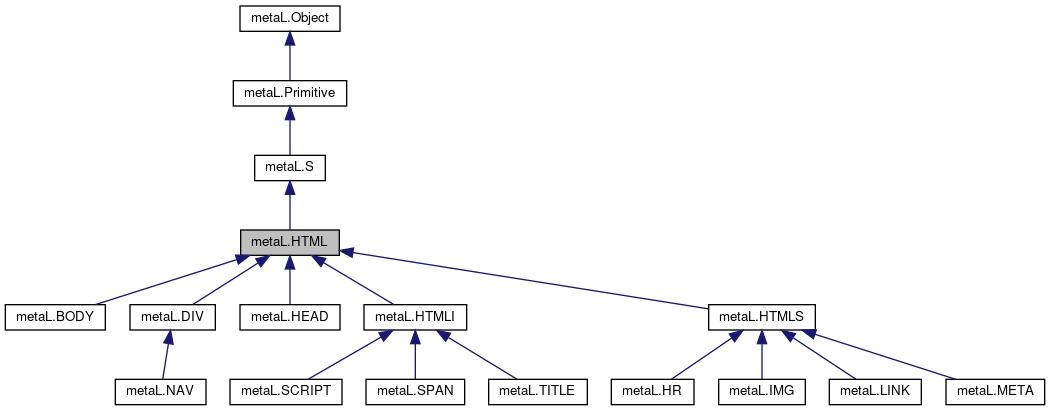 metaL.Object
metaL.Primitive
metaL.S
metaL.HTML
metaL.BODY
metaL.DIV
metaL.HEAD
metaL.HTMLI
metaL.HTMLS
metaL.NAV
metaL.SCRIPT
metaL.SPAN
metaL.TITLE
metaL.HR
metaL.IMG
metaL.LINK
metaL.META